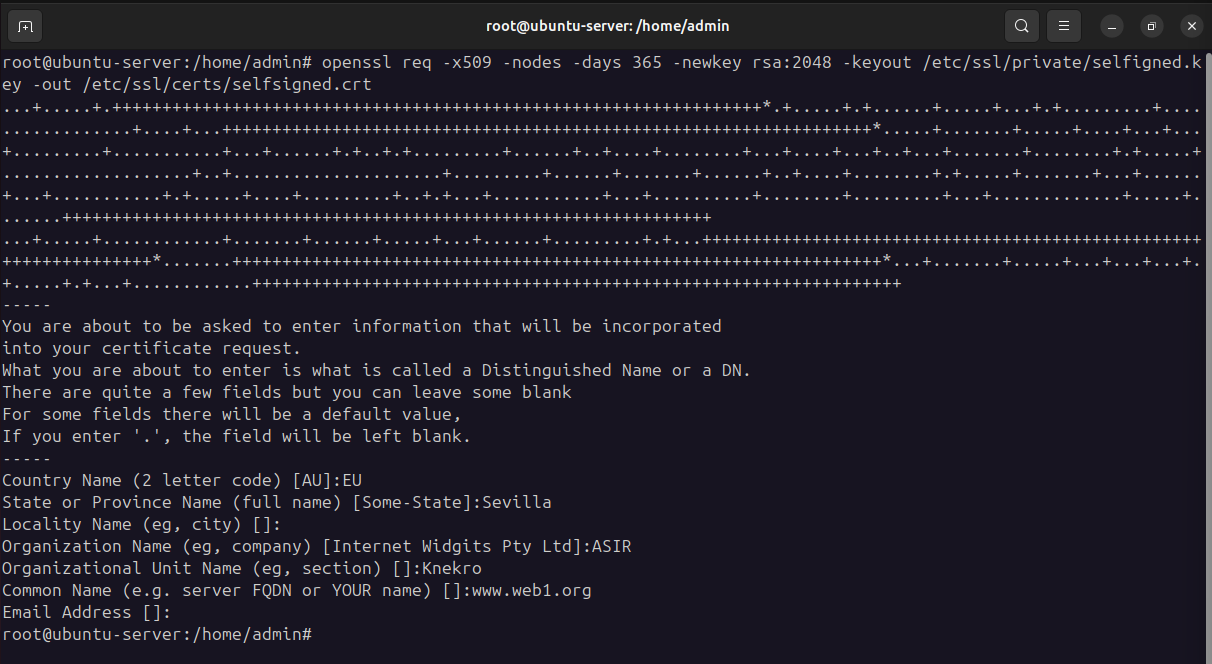 root@ubuntu-server: /home/admin
root@ubuntu-server:/home/admin# openssl req -x509 -nodes -days 365 -newkey rsa:2048 -keyout /etc/ssl/private/selfigned.k
ey -out /etc/ssl/certs/selfsigned.crt
-----
You are about to be asked to enter information that will be incorporated
into your certificate request.
What you are about to enter is what is called a Distinguished Name or a DN.
There are quite a few fields but you can leave some blank
For some fields there will be a default value,
If you enter '.', the field will be left blank.
-----
Country Name (2 letter code) [AU]:EU
State or Province Name (full name) [Some-State]:Sevilla
Locality Name (eg, city) []:
Organization Name (eg, company) [Internet Widgits Pty Ltd]:ASIR
Organizational Unit Name (eg, section) []:Knekro
Common Name (e.g. server FQDN or YOUR name) []:www.web1.org
Email Address []:
root@ubuntu-server:/home/admin#